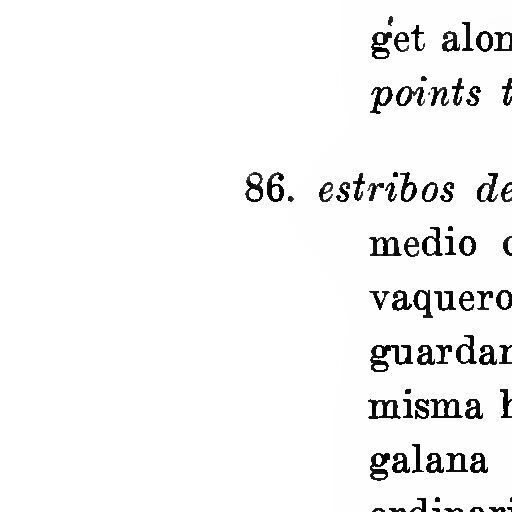 get alon
points t
86. estribos de
medio c
vaquero
guardar
misma h
galana